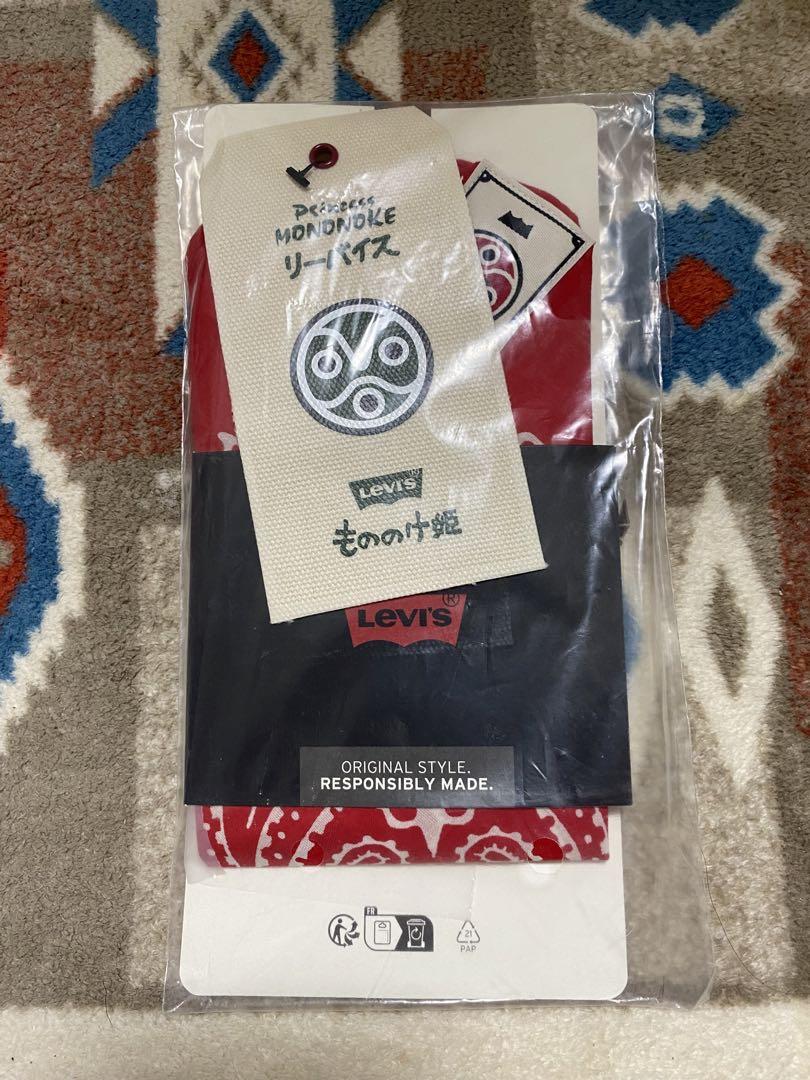 Princess
MONONOKE
リーバイス
Levi's®
もののけ姫
Levi's®
ORIGINAL STYLE.
RESPONSIBLY MADE.
FR
21
PAP